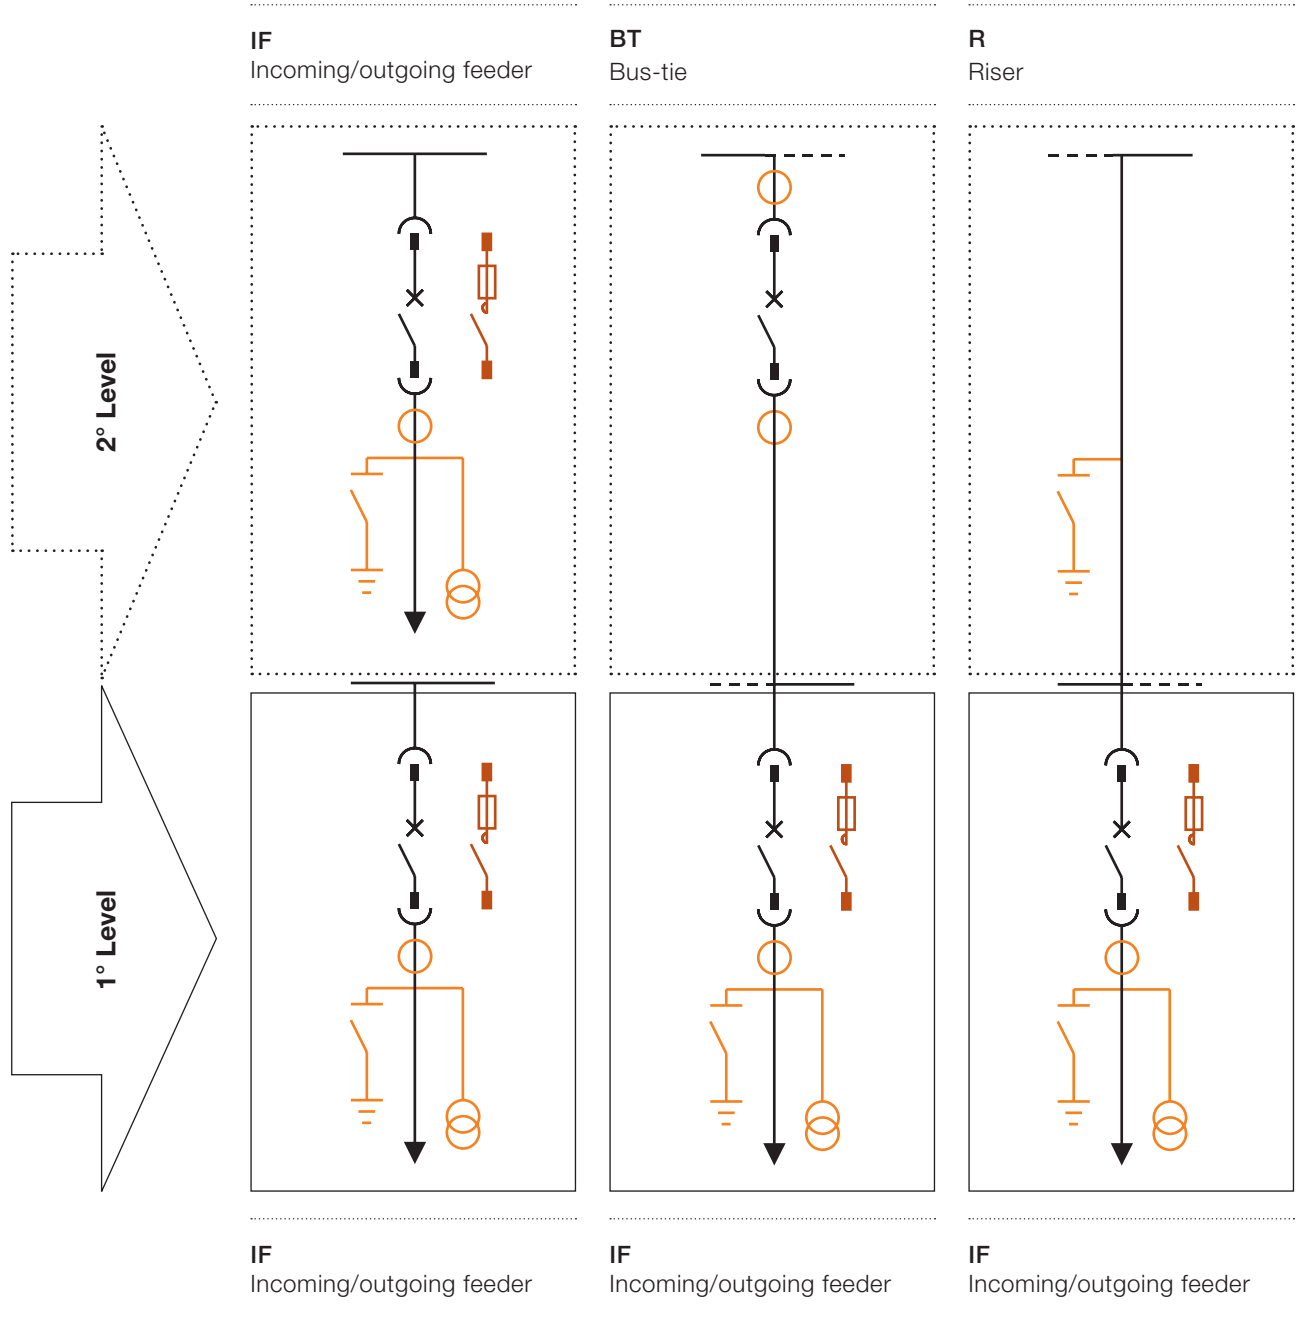 IF
Incoming/outgoing feeder
BT
Bus-tie
R
Riser
2° Level
1° Level
IF
Incoming/outgoing feeder
IF
Incoming/outgoing feeder
IF
Incoming/outgoing feeder